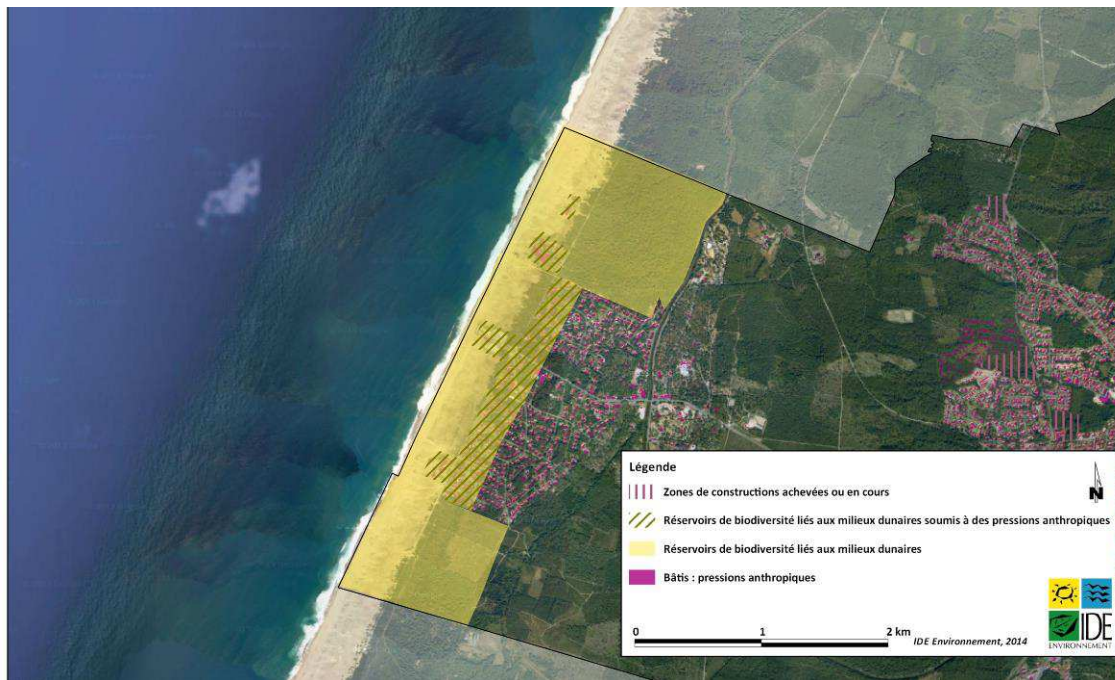 Légende
Zones de constructions achevées ou en cours
Réservoirs de biodiversité liés aux milieux dunaires soumis à des pressions anthropiques
Réservoirs de biodiversité liés aux milieux dunaires
Bâtis : pressions anthropiques
N
0 1 2 km
IDE Environnement, 2014
IDE
ENVIRONNEMENT